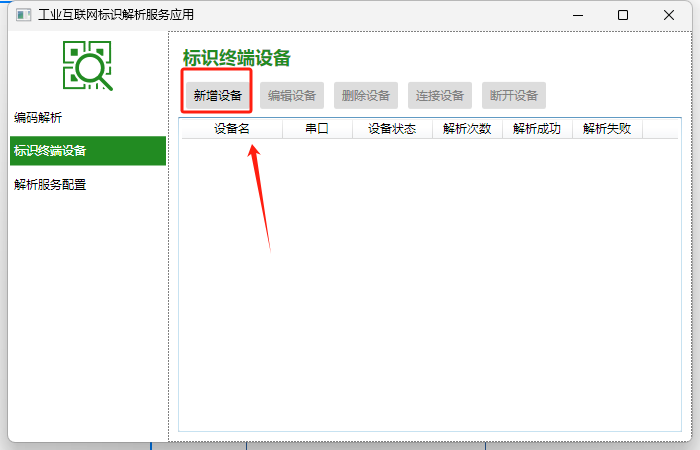 工业互联网标识解析服务应用
编码解析
标识终端设备
解析服务配置
标识终端设备
新增设备 编辑设备 删除设备 连接设备 断开设备
设备名 串口 设备状态 解析次数 解析成功 解析失败